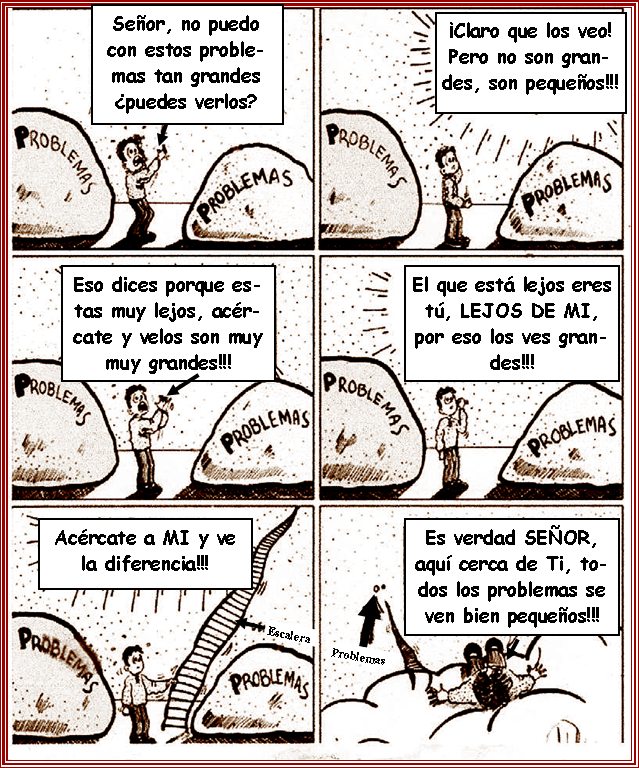 Señor, no puedo
con estos proble-
mas tan grandes
¿puedes verlos?
PROBLEMAS
PROBLEMAS
¡Claro que los veo!
Pero no son gran-
des, son pequeños!!!
PROBLEMAS
PROBLEMAS
Eso dices porque es-
tas muy lejos, acér-
cate y velos son muy
muy grandes!!!
PROBLEMAS
PROBLEMAS
El que está lejos eres
tú, LEJOS DE MI,
por eso los ves gran-
des!!!
PROBLEMAS
PROBLEMAS
Acércate a MI y ve
la diferencia!!!
Escalera
PROBLEMAS
PROBLEMAS
Es verdad SEÑOR,
aquí cerca de Ti, to-
dos los problemas se
ven bien pequeños!!!
Problemas